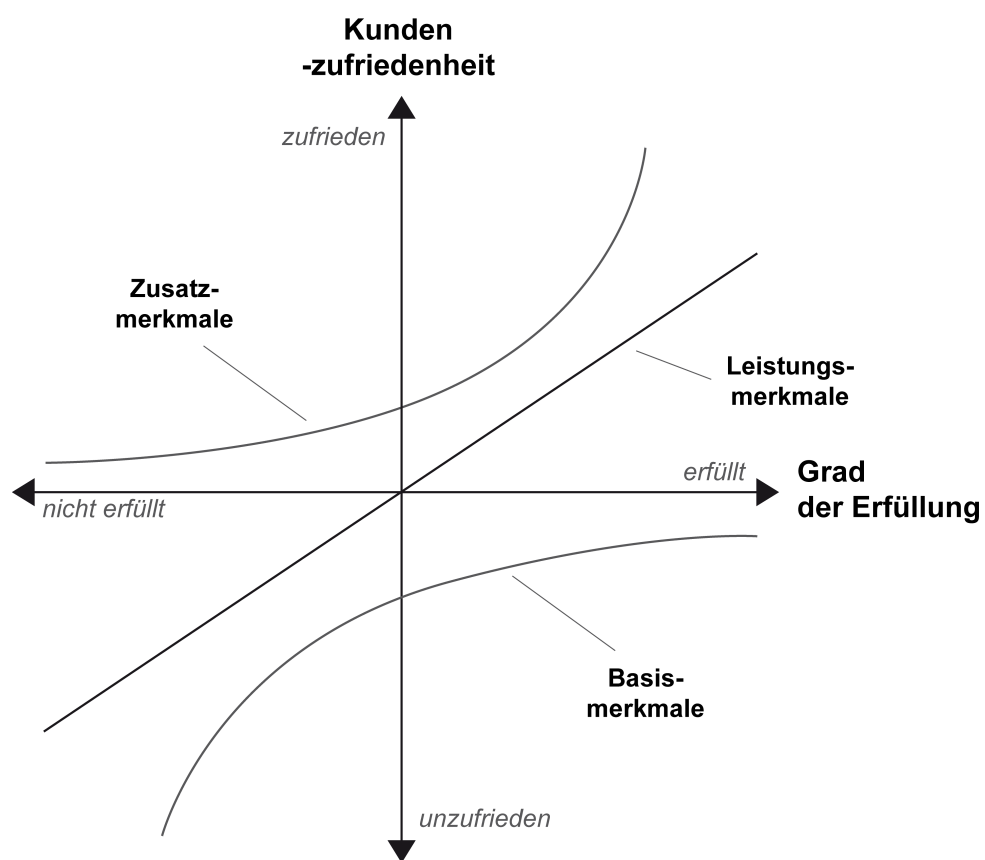 Kunden
-zufriedenheit
zufrieden
Zusatz-
merkmale
Leistungs-
merkmale
erfüllt
Grad
der Erfüllung
nicht erfüllt
Basis-
merkmale
unzufrieden